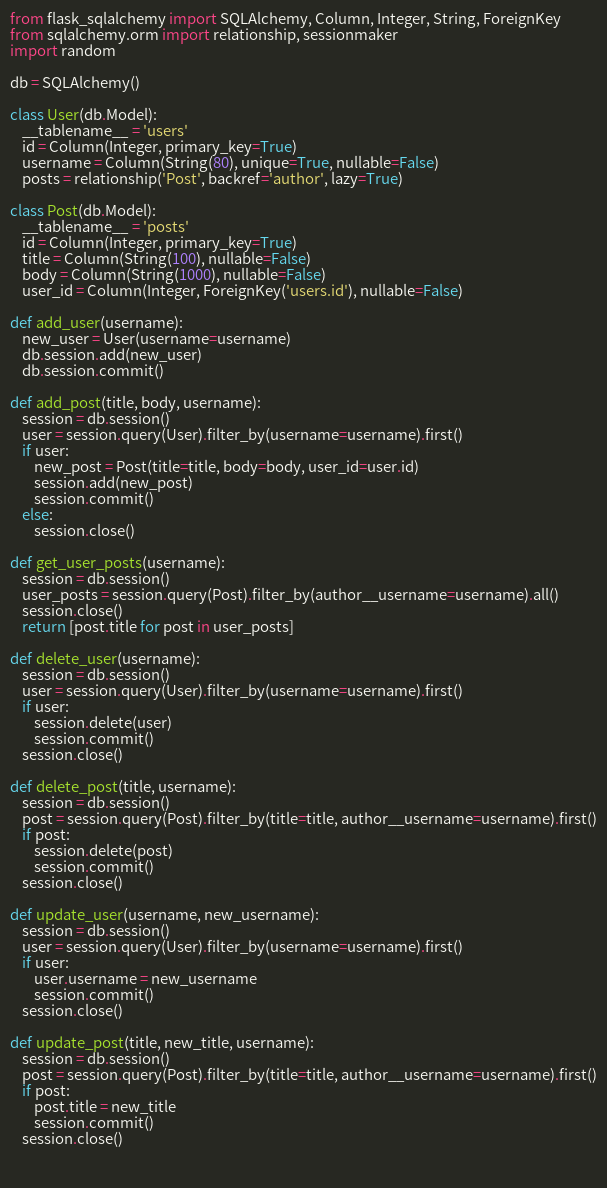 from flask_sqlalchemy import SQLAlchemy, Column, Integer, String, ForeignKey
from sqlalchemy.orm import relationship, sessionmaker
import random

db = SQLAlchemy()

class User(db.Model):
    __tablename__ = 'users'
    id = Column(Integer, primary_key=True)
    username = Column(String(80), unique=True, nullable=False)
    posts = relationship('Post', backref='author', lazy=True)

class Post(db.Model):
    __tablename__ = 'posts'
    id = Column(Integer, primary_key=True)
    title = Column(String(100), nullable=False)
    body = Column(String(1000), nullable=False)
    user_id = Column(Integer, ForeignKey('users.id'), nullable=False)

def add_user(username):
    new_user = User(username=username)
    db.session.add(new_user)
    db.session.commit()

def add_post(title, body, username):
    session = db.session()
    user = session.query(User).filter_by(username=username).first()
    if user:
        new_post = Post(title=title, body=body, user_id=user.id)
        session.add(new_post)
        session.commit()
    else:
        session.close()

def get_user_posts(username):
    session = db.session()
    user_posts = session.query(Post).filter_by(author__username=username).all()
    session.close()
    return [post.title for post in user_posts]

def delete_user(username):
    session = db.session()
    user = session.query(User).filter_by(username=username).first()
    if user:
        session.delete(user)
        session.commit()
    session.close()

def delete_post(title, username):
    session = db.session()
    post = session.query(Post).filter_by(title=title, author__username=username).first()
    if post:
        session.delete(post)
        session.commit()
    session.close()

def update_user(username, new_username):
    session = db.session()
    user = session.query(User).filter_by(username=username).first()
    if user:
        user.username = new_username
        session.commit()
    session.close()

def update_post(title, new_title, username):
    session = db.session()
    post = session.query(Post).filter_by(title=title, author__username=username).first()
    if post:
        post.title = new_title
        session.commit()
    session.close()